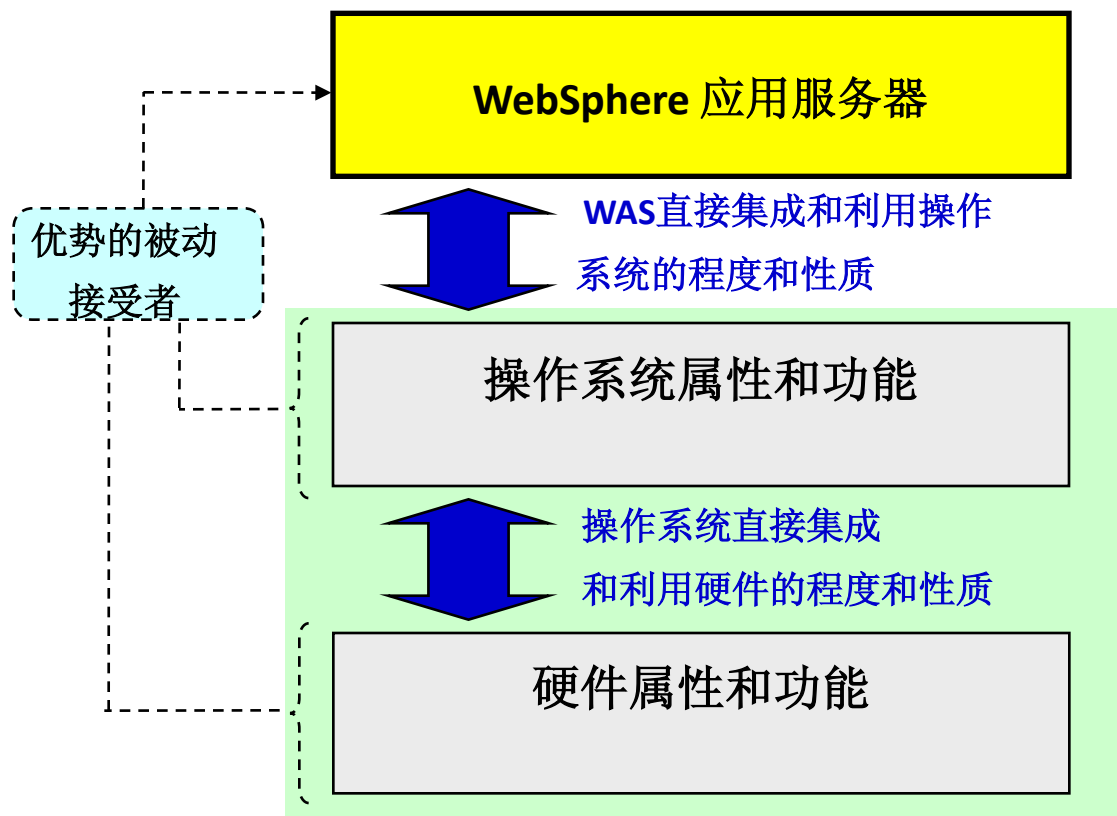 WebSphere 应用服务器
WAS直接集成和利用操作
系统的程度和性质
优势的被动
接受者
操作系统属性和功能
操作系统直接集成
和利用硬件的程度和性质
硬件属性和功能